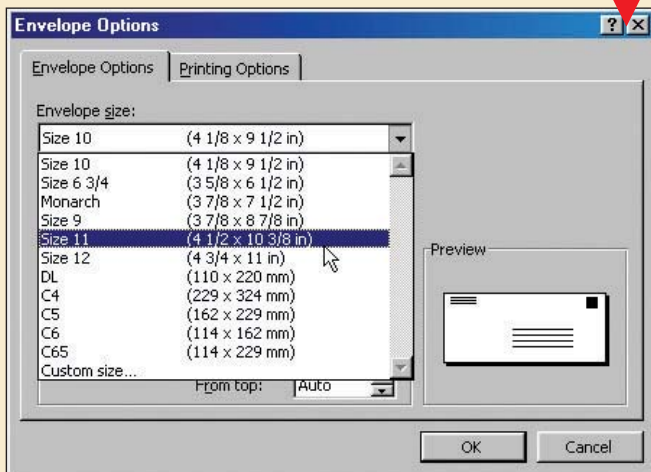 Envelope Options
Envelope Options Printing Options
Envelope size:
Size 10 (4 1/8 x 9 1/2 in)
Size 10 (4 1/8 x 9 1/2 in)
Size 6 3/4 (3 5/8 x 6 1/2 in)
Monarch (3 7/8 x 7 1/2 in)
Size 9 (3 7/8 x 8 7/8 in)
Size 11 (4 1/2 x 10 3/8 in)
Size 12 (4 3/4 x 11 in)
DL (110 x 220 mm)
C4 (229 x 324 mm)
C5 (162 x 229 mm)
C6 (114 x 162 mm)
C65 (114 x 229 mm)
Custom size...
From top: Auto
Preview
OK Cancel